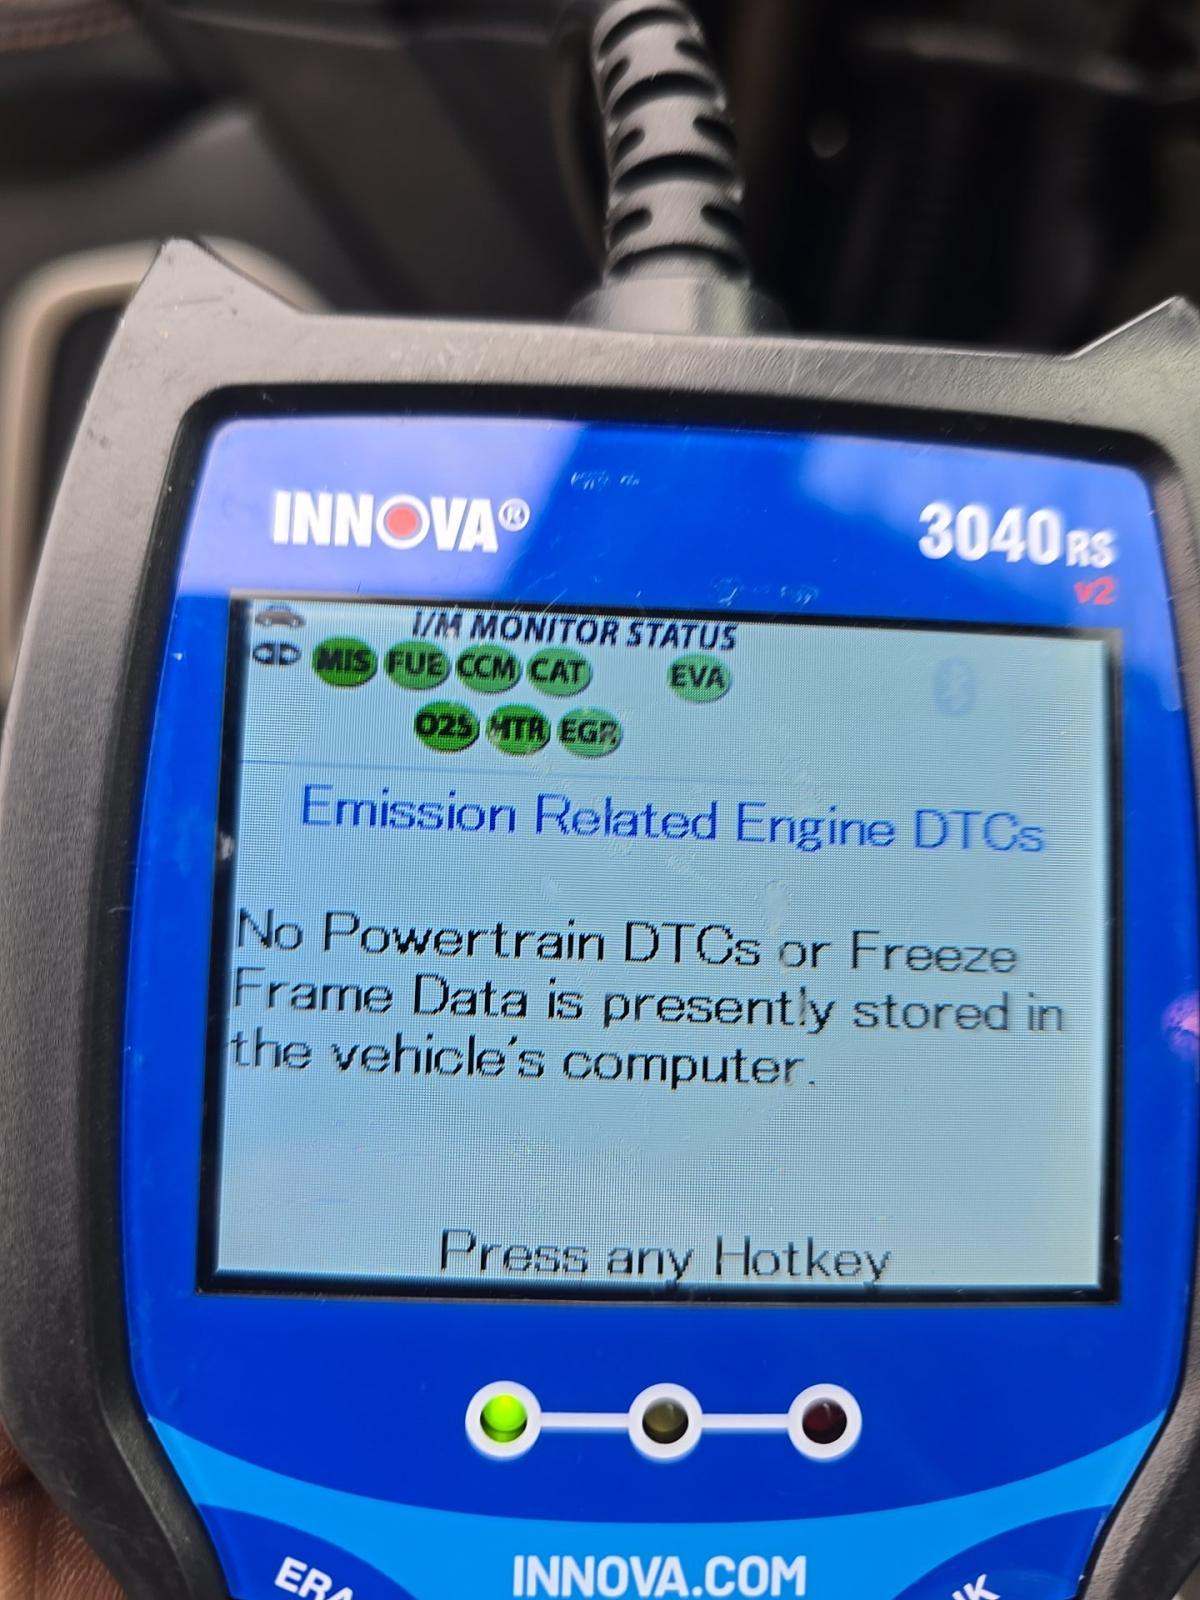 INNOVA®
3040RS
v2
I/M MONITOR STATUS
MIS FUE CCM CAT EVA
O2S HTR EGR
Emission Related Engine DTCs
No Powertrain DTCs or Freeze
Frame Data is presently stored in
the vehicle's computer.
Press any Hotkey
ERA
INNOVA.COM